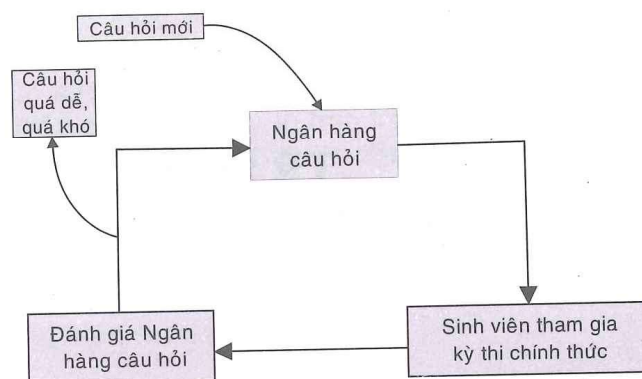 Câu hỏi mới
Câu hỏi
quá dễ,
quá khó
Ngân hàng
câu hỏi
Đánh giá Ngân
hàng câu hỏi
Sinh viên tham gia
kỳ thi chính thức